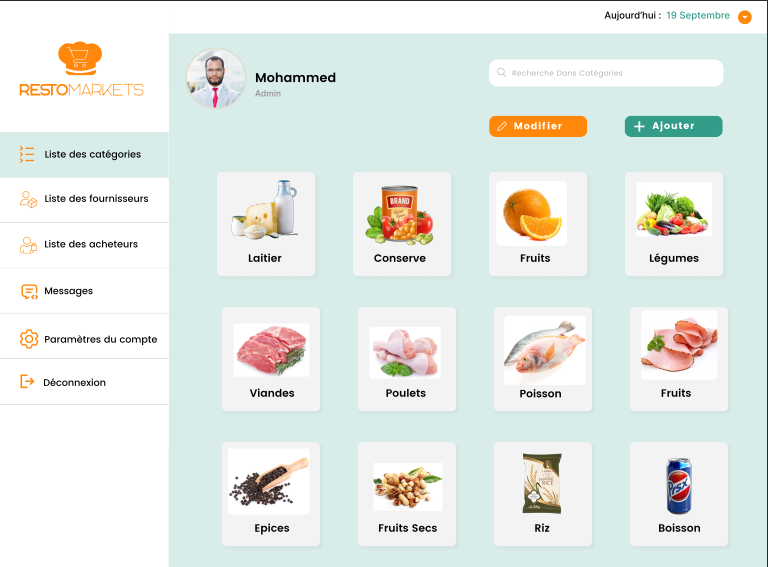 Aujourd'hui : 19 Septembre
RESTOMARKETS
Mohammed
Admin
Recherche Dans Catégories
Modifier
Ajouter
Liste des catégories
Liste des fournisseurs
Liste des acheteurs
Messages
Paramètres du compte
Déconnexion
BRAND
Laitier
Conserve
Fruits
Légumes
Viandes
Poulets
Poisson
Fruits
RICE
Epices
Fruits Secs
Riz
Boisson